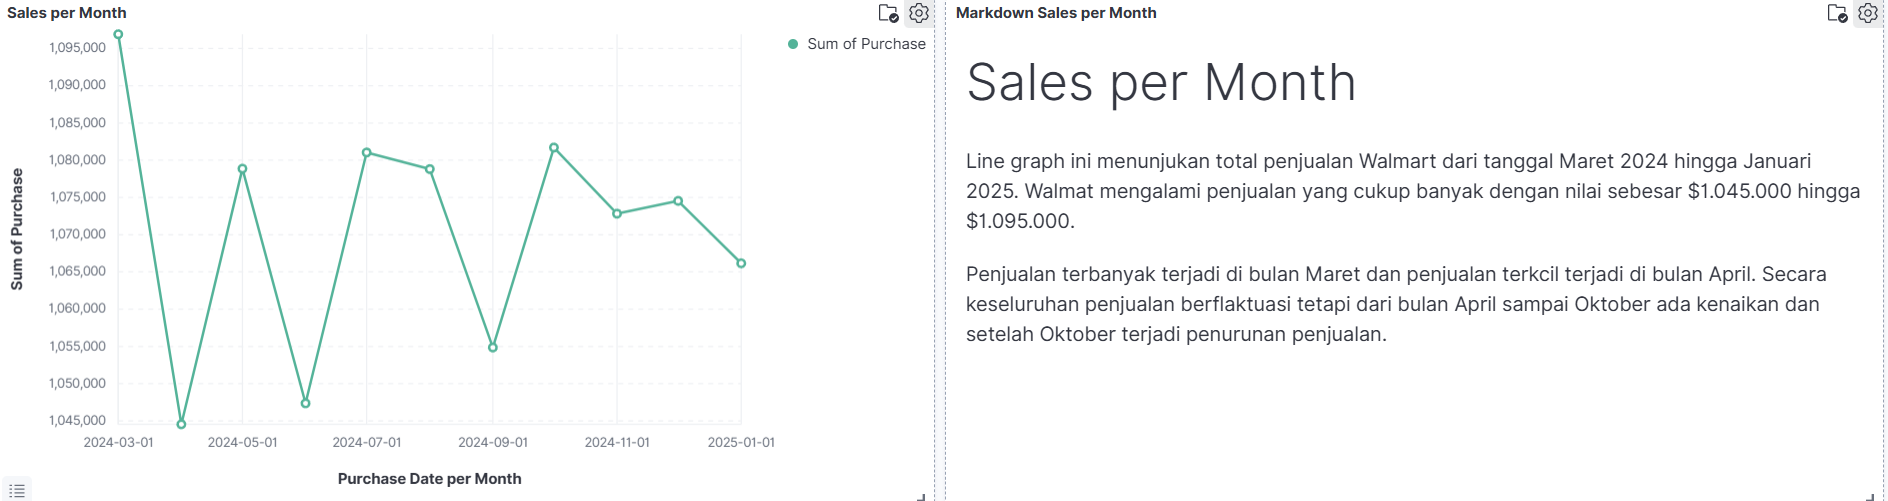 Sales per Month
1,095,000
1,090,000
1,085,000
1,080,000
1,075,000
1,070,000
1,065,000
1,060,000
1,055,000
1,050,000
1,045,000
Sum of Purchase
2024-03-01
2024-05-01
2024-07-01
2024-09-01
2024-11-01
2025-01-01
Purchase Date per Month
Sum of Purchase
Markdown Sales per Month
Sales per Month
Line graph ini menunjukan total penjualan Walmart dari tanggal Maret 2024 hingga Januari
2025. Walmat mengalami penjualan yang cukup banyak dengan nilai sebesar $1.045.000 hingga
$1.095.000.
Penjualan terbanyak terjadi di bulan Maret dan penjualan terkcil terjadi di bulan April. Secara
keseluruhan penjualan berflaktuasi tetapi dari bulan April sampai Oktober ada kenaikan dan
setelah Oktober terjadi penurunan penjualan.